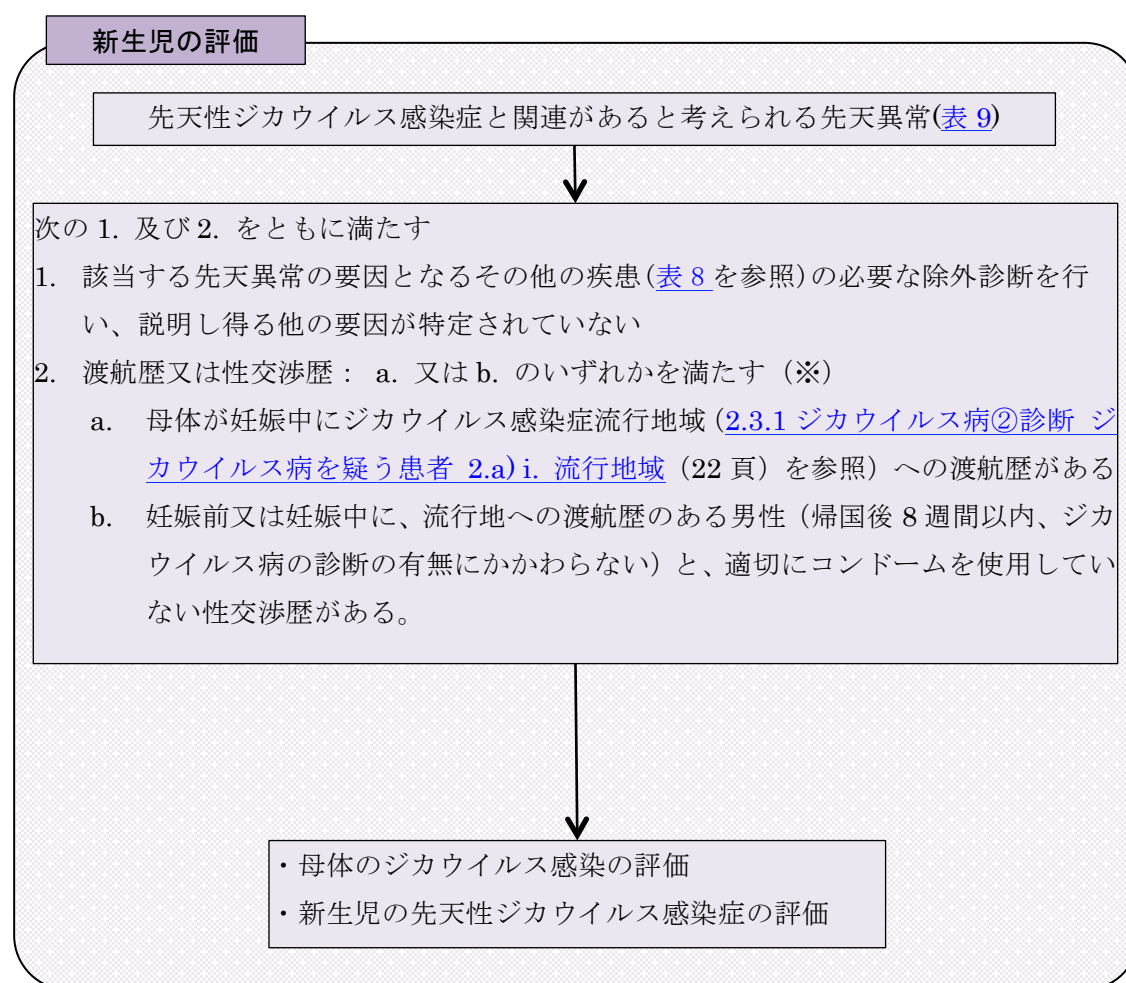 新生児の評価
先天性ジカウイルス感染症と関連があると考えられる先天異常(表 9)
次の 1. 及び 2. をともに満たす
1. 該当する先天異常の要因となるその他の疾患(表 8 を参照)の必要な除外診断を行
い、説明し得る他の要因が特定されていない
2. 渡航歴又は性交渉歴： a. 又は b. のいずれかを満たす（※）
a. 母体が妊娠中にジカウイルス感染症流行地域（2.3.1 ジカウイルス病②診断 ジ
カウイルス病を疑う患者 2.a) i. 流行地域（22 頁）を参照）への渡航歴がある
b. 妊娠前又は妊娠中に、流行地への渡航歴のある男性（帰国後 8 週間以内、ジカ
ウイルス病の診断の有無にかかわらない）と、適切にコンドームを使用してい
ない性交渉歴がある。
・母体のジカウイルス感染の評価
・新生児の先天性ジカウイルス感染症の評価